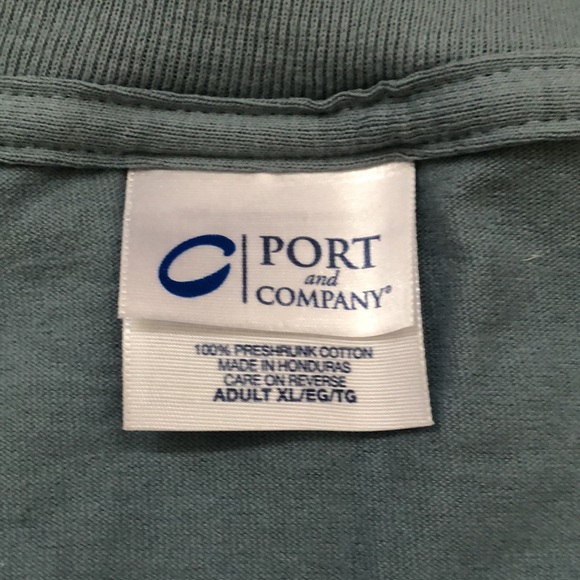 PORT
and
COMPANY®
100% PRESHRUNK COTTON
MADE IN HONDURAS
CARE ON REVERSE
ADULT XL/EG/TG